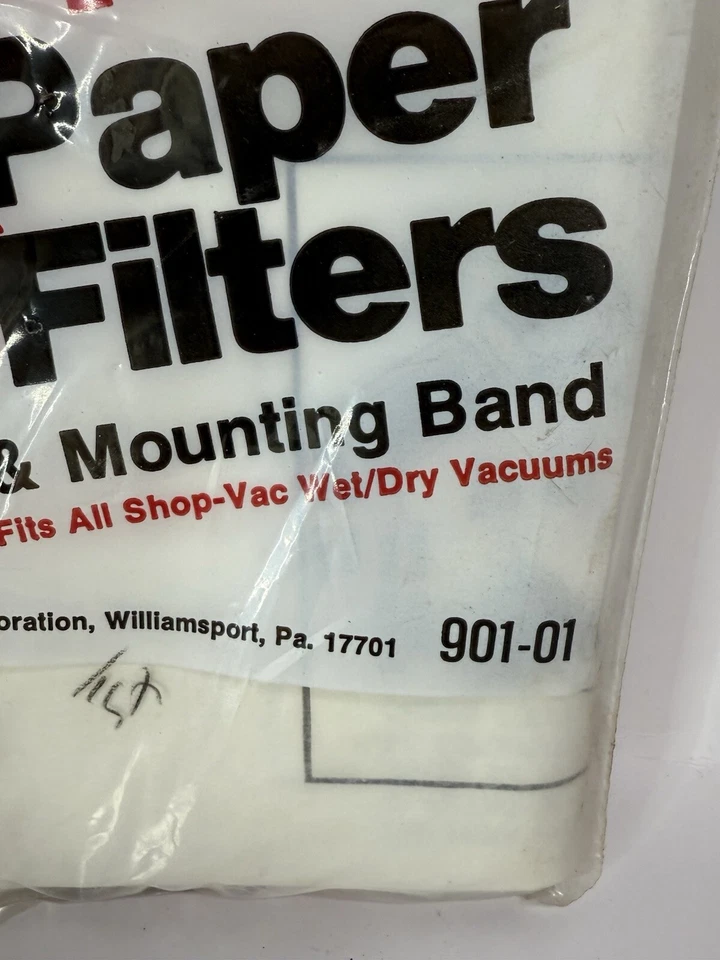 Paper
Filters
& Mounting Band
Fits All Shop-Vac Wet/Dry Vacuums
oration, Williamsport, Pa. 17701 901-01